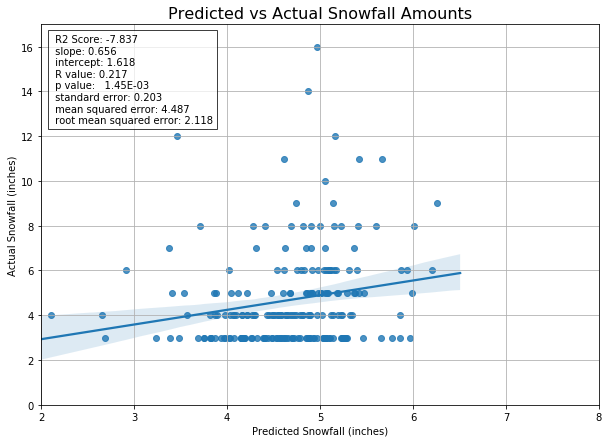 Predicted vs Actual Snowfall Amounts
R2 Score: -7.837
slope: 0.656
intercept: 1.618
R value: 0.217
p value:   1.45E-03
standard error: 0.203
mean squared error: 4.487
root mean squared error: 2.118
Actual Snowfall (inches)
16
14
12
10
8
6
4
2
0
2 3 4 5 6 7 8
Predicted Snowfall (inches)